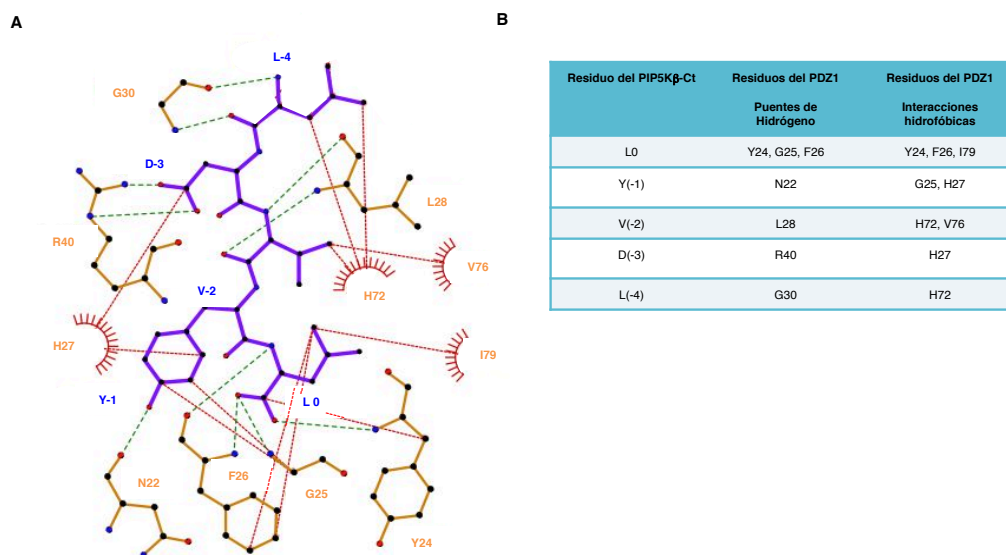 A
L-4
G30
D-3
L28
R40
V76
V-2
H72
H27
I79
Y-1
L 0
N22
F26
G25
Y24
B
Residuo del PIP5Kβ-Ct Residuos del PDZ1 Residuos del PDZ1
Puentes de Interacciones
Hidrógeno hidrofóbicas
L0 Y24, G25, F26 Y24, F26, I79
Y(-1) N22 G25, H27
V(-2) L28 H72, V76
D(-3) R40 H27
L(-4) G30 H72